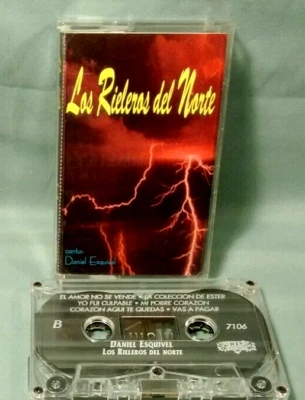 Los Rieleros del Norte
canta:
Daniel Esquivel
EL AMOR NO SE VENDE • LA COLECCION DE ESTER
YO FUI CULPABLE • MI POBRE CORAZON
CORAZON AQUI TE QUEDAS • VAS A PAGAR
B
7106
DANIEL ESQUIVEL
LOS RIELEROS DEL NORTE